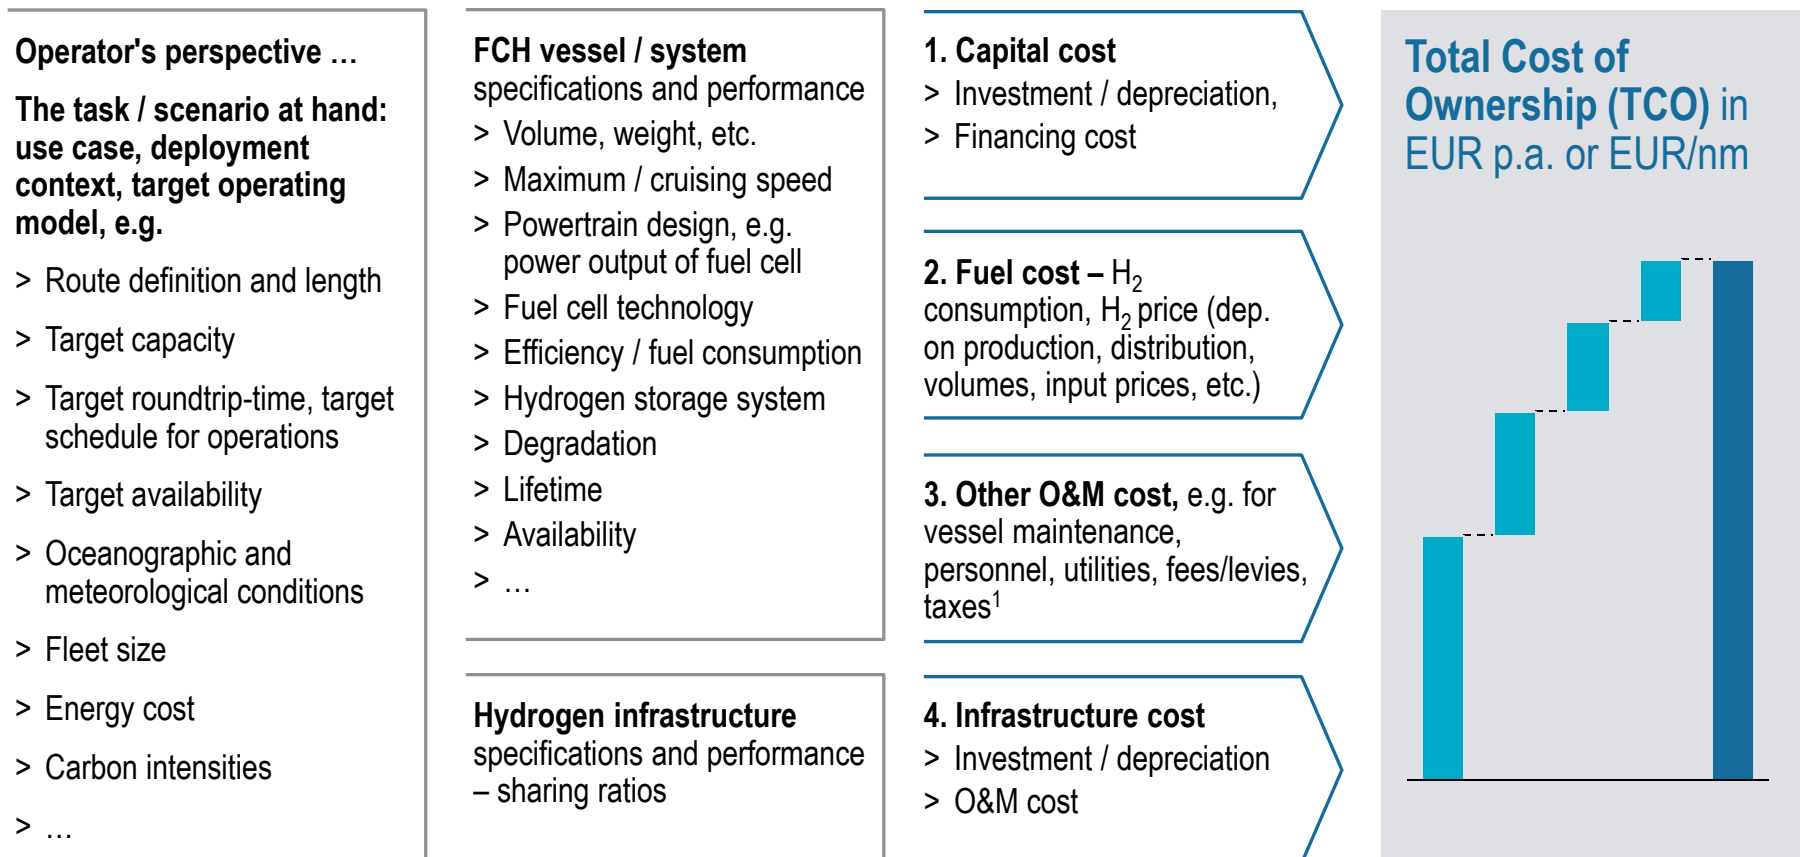 Operator's perspective …
The task / scenario at hand:
use case, deployment
context, target operating
model, e.g.
> Route definition and length
> Target capacity
> Target roundtrip-time, target
schedule for operations
> Target availability
> Oceanographic and
meteorological conditions
> Fleet size
> Energy cost
> Carbon intensities
> …
FCH vessel / system
specifications and performance
> Volume, weight, etc.
> Maximum / cruising speed
> Powertrain design, e.g.
power output of fuel cell
> Fuel cell technology
> Efficiency / fuel consumption
> Hydrogen storage system
> Degradation
> Lifetime
> Availability
> …
Hydrogen infrastructure
specifications and performance
– sharing ratios
1. Capital cost
> Investment / depreciation,
> Financing cost
2. Fuel cost – H₂
consumption, H₂ price (dep.
on production, distribution,
volumes, input prices, etc.)
3. Other O&M cost, e.g. for
vessel maintenance,
personnel, utilities, fees/levies,
taxes¹
4. Infrastructure cost
> Investment / depreciation
> O&M cost
Total Cost of
Ownership (TCO) in
EUR p.a. or EUR/nm